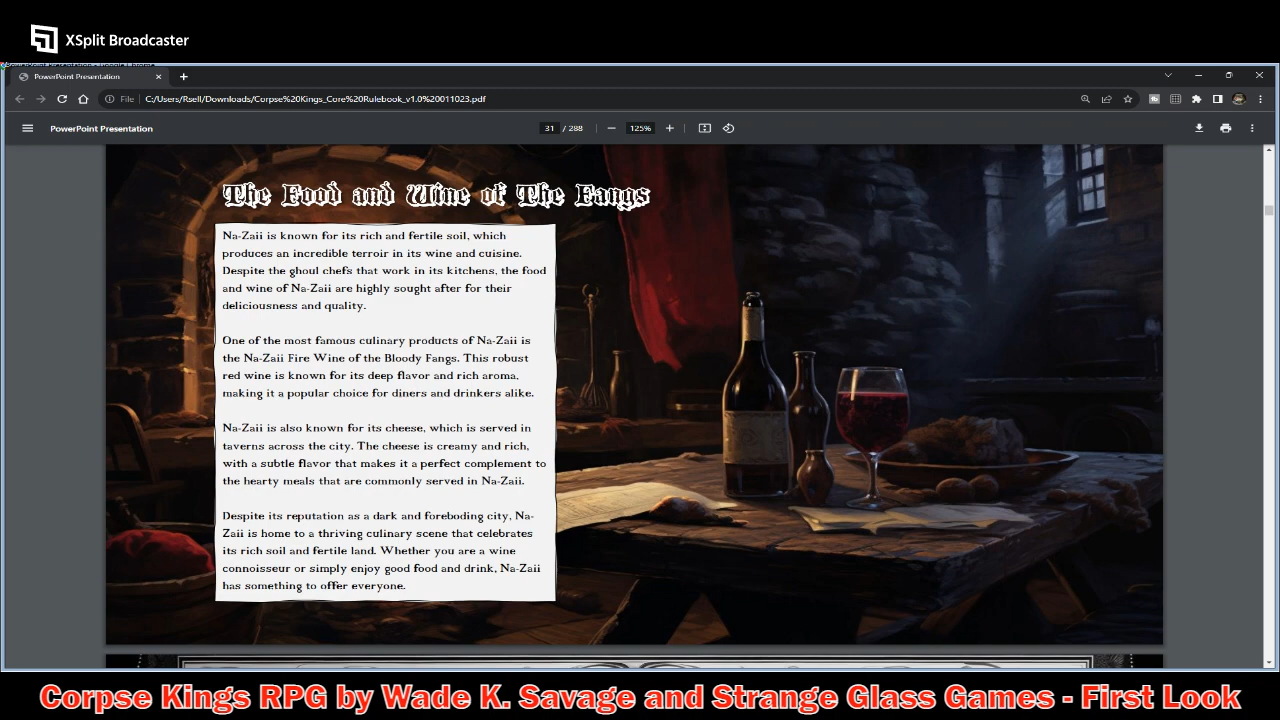 XSplit Broadcaster
PowerPoint Presentation - Google Chrome
PowerPoint Presentation
File
C:/Users/Rsell/Downloads/Corpse%20Kings_Core%20Rulebook_v1.0%20011023.pdf
PowerPoint Presentation
31 / 288
125%
The Food and Wine of The Fangs
Na-Zaii is known for its rich and fertile soil, which
produces an incredible terroir in its wine and cuisine.
Despite the ghoul chefs that work in its kitchens, the food
and wine of Na-Zaii are highly sought after for their
deliciousness and quality.
One of the most famous culinary products of Na-Zaii is
the Na-Zaii Fire Wine of the Bloody Fangs. This robust
red wine is known for its deep flavor and rich aroma,
making it a popular choice for diners and drinkers alike.
Na-Zaii is also known for its cheese, which is served in
taverns across the city. The cheese is creamy and rich,
with a subtle flavor that makes it a perfect complement to
the hearty meals that are commonly served in Na-Zaii.
Despite its reputation as a dark and foreboding city, Na-
Zaii is home to a thriving culinary scene that celebrates
its rich soil and fertile land. Whether you are a wine
connoisseur or simply enjoy good food and drink, Na-Zaii
has something to offer everyone.
Corpse Kings RPG by Wade K. Savage and Strange Glass Games - First Look